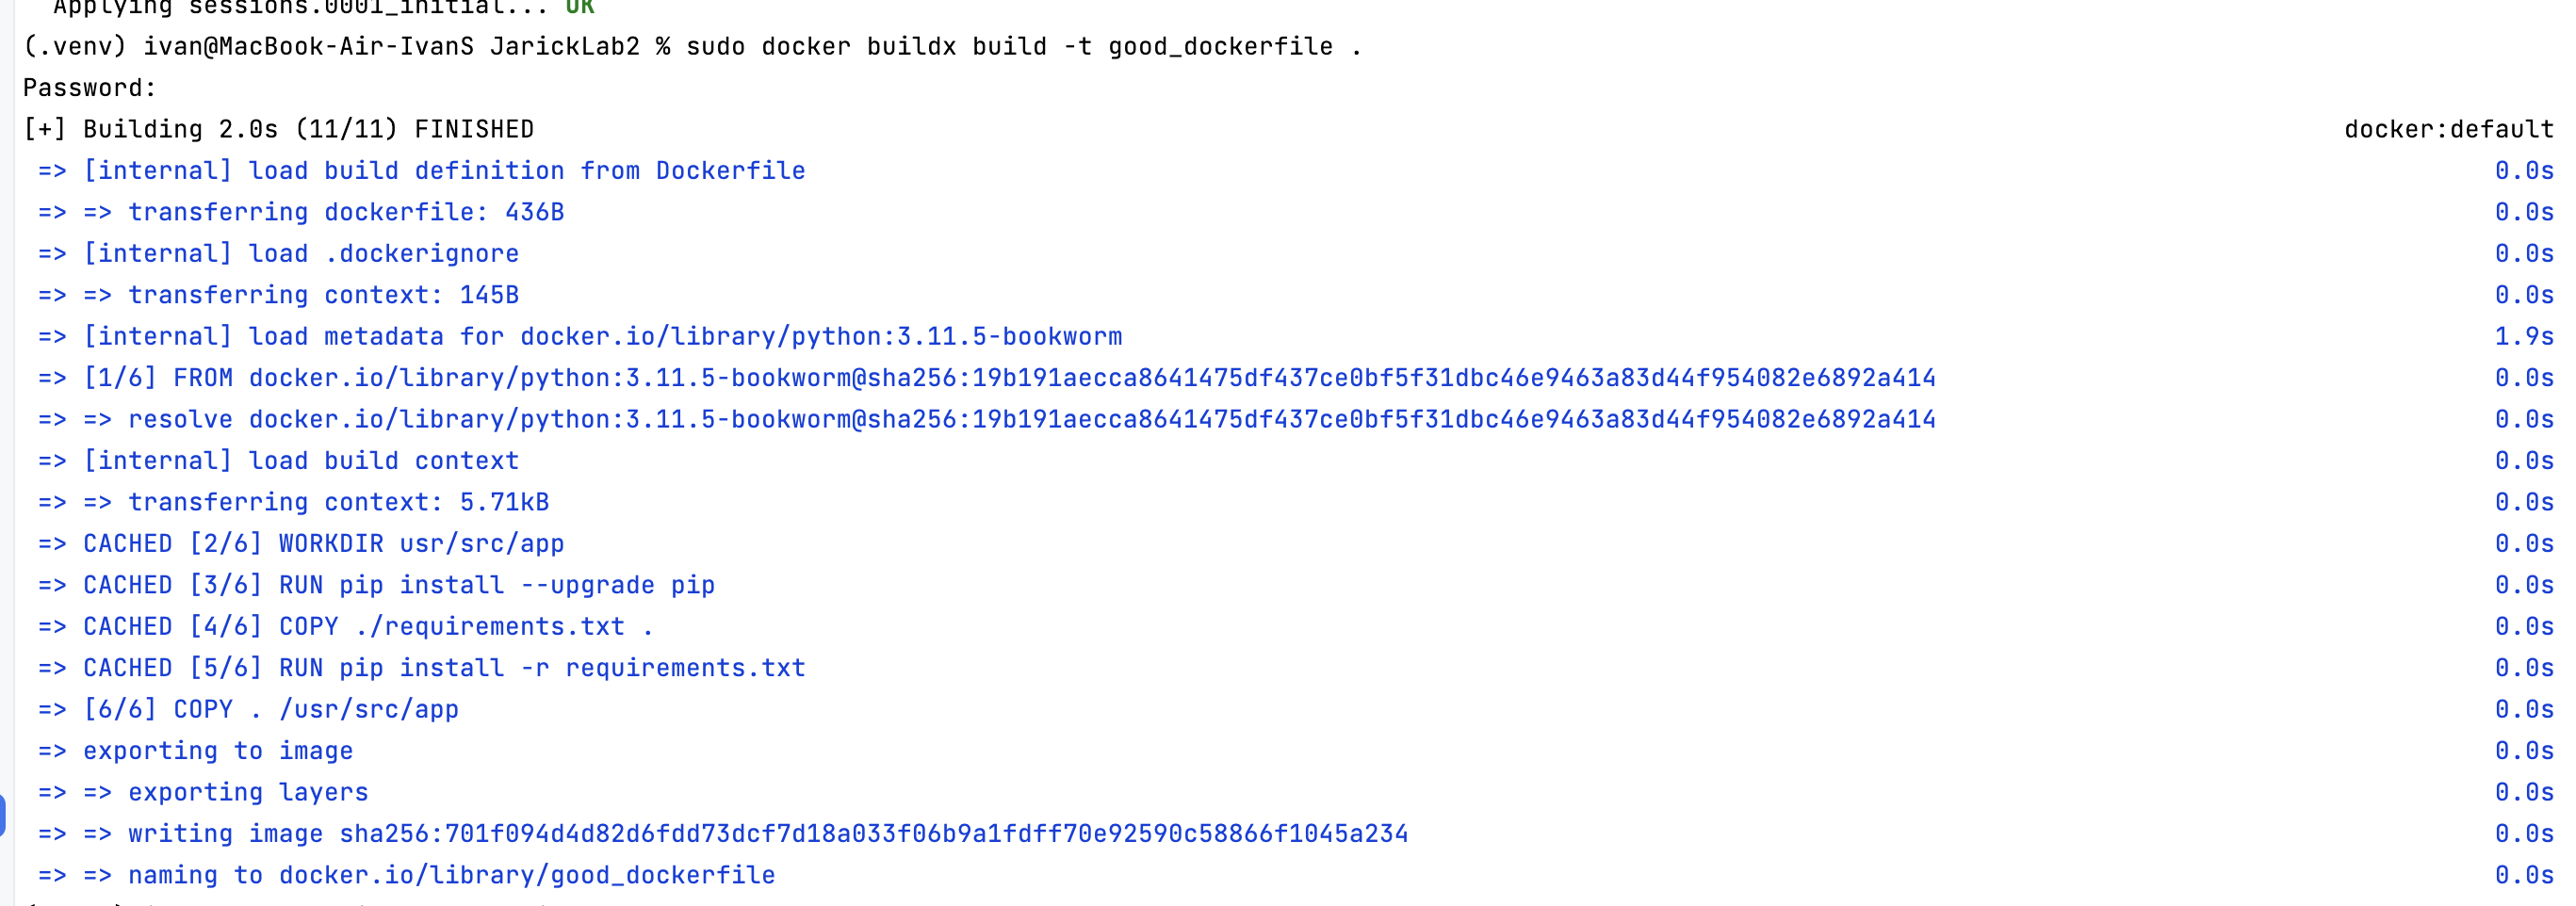 Applying sessions.0001_initial... OK
(.venv) ivan@MacBook-Air-IvanS JarickLab2 % sudo docker buildx build -t good_dockerfile .
Password:
[+] Building 2.0s (11/11) FINISHED docker:default
=> [internal] load build definition from Dockerfile 0.0s
=> => transferring dockerfile: 436B 0.0s
=> [internal] load .dockerignore 0.0s
=> => transferring context: 145B 0.0s
=> [internal] load metadata for docker.io/library/python:3.11.5-bookworm 1.9s
=> [1/6] FROM docker.io/library/python:3.11.5-bookworm@sha256:19b191aecca8641475df437ce0bf5f31dbc46e9463a83d44f954082e6892a414 0.0s
=> => resolve docker.io/library/python:3.11.5-bookworm@sha256:19b191aecca8641475df437ce0bf5f31dbc46e9463a83d44f954082e6892a414 0.0s
=> [internal] load build context 0.0s
=> => transferring context: 5.71kB 0.0s
=> CACHED [2/6] WORKDIR usr/src/app 0.0s
=> CACHED [3/6] RUN pip install --upgrade pip 0.0s
=> CACHED [4/6] COPY ./requirements.txt . 0.0s
=> CACHED [5/6] RUN pip install -r requirements.txt 0.0s
=> [6/6] COPY . /usr/src/app 0.0s
=> exporting to image 0.0s
=> => exporting layers 0.0s
=> => writing image sha256:701f094d4d82d6fdd73dcf7d18a033f06b9a1fdff70e92590c58866f1045a234 0.0s
=> => naming to docker.io/library/good_dockerfile 0.0s